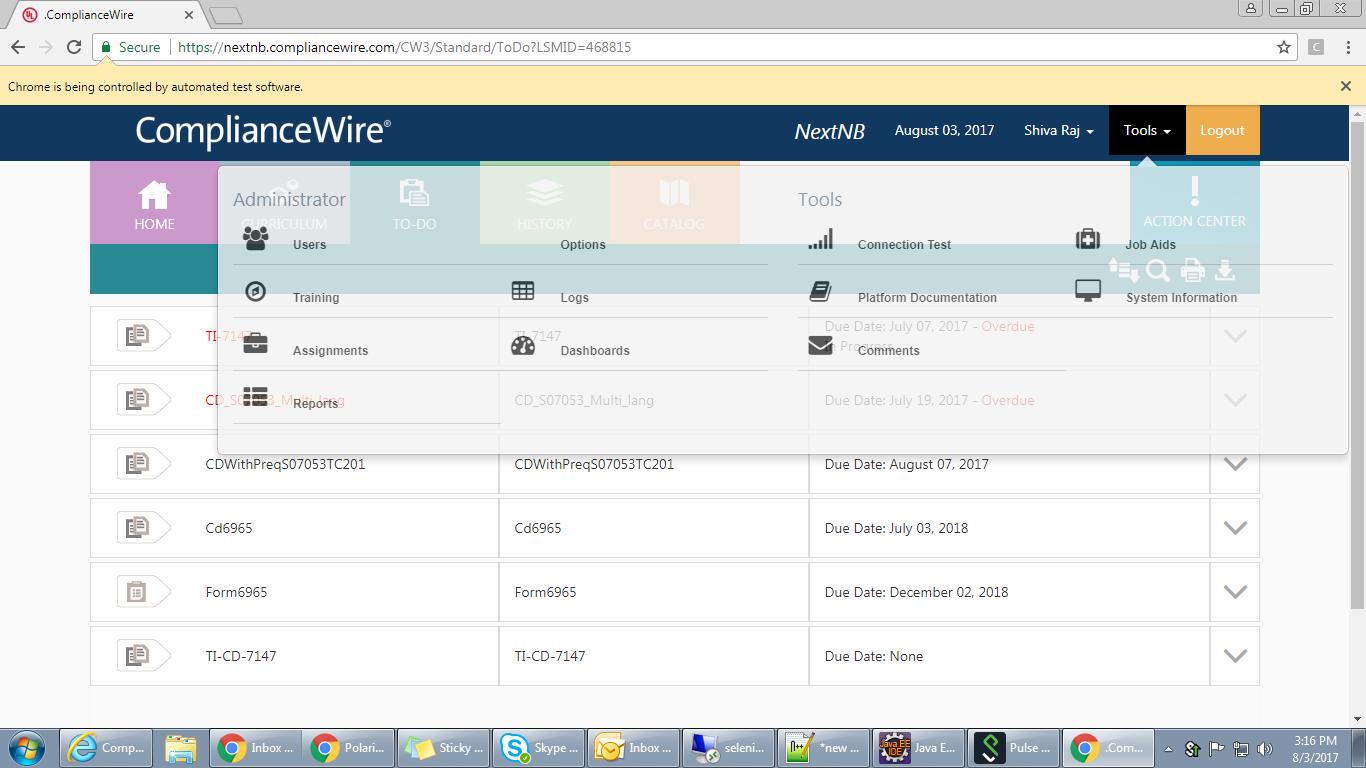 .ComplianceWire
Secure https://nextnb.compliancewire.com/CW3/Standard/ToDo?LSMID=468815
C
Chrome is being controlled by automated test software.
ComplianceWire® NextNB August 03, 2017 Shiva Raj Tools Logout
HOME CURRICULUM TO-DO HISTORY CATALOG ACTION CENTER
Administrator Tools
Users Options Connection Test Job Aids
Training Logs Platform Documentation System Information
Assignments Dashboards Comments
Reports
TI-7147 TI-7147 Due Date: July 07, 2017 - Overdue
In Progress
CD_S07053_Multi_lang CD_S07053_Multi_lang Due Date: July 19, 2017 - Overdue
CDWithPreqS07053TC201 CDWithPreqS07053TC201 Due Date: August 07, 2017
Cd6965 Cd6965 Due Date: July 03, 2018
Form6965 Form6965 Due Date: December 02, 2018
TI-CD-7147 TI-CD-7147 Due Date: None
Comp... Inbox ... Polari... Sticky ... Skype ... Inbox ... seleni... *new ... Java E... Pulse ... .Com... 3:16 PM
8/3/2017